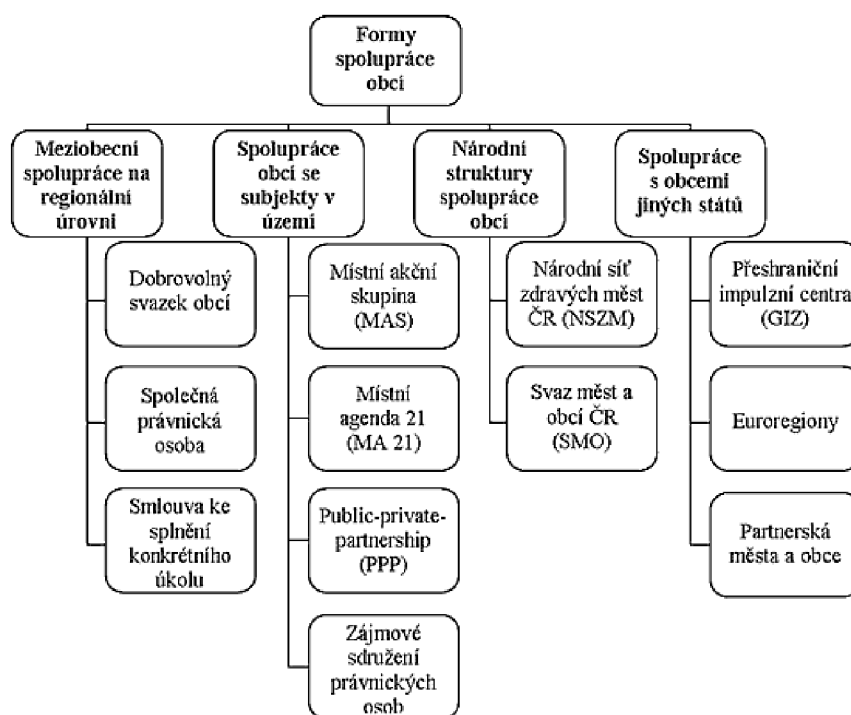 Formy
spolupráce
obcí
Meziobecní
spolupráce na
regionální
úrovni
Spolupráce
obcí se
subjekty v
území
Národní
struktury
spolupráce
obcí
Spolupráce
s obcemi
jiných států
Dobrovolný
svazek obcí
Společná
právnická
osoba
Smlouva ke
splnění
konkrétního
úkolu
Místní akční
skupina
(MAS)
Místní
agenda 21
(MA 21)
Public-private-
partnership
(PPP)
Zájmové
sdružení
právnických
osob
Národní síť
zdravých měst
ČR (NSZM)
Svaz měst a
obcí ČR
(SMO)
Přeshraniční
impulzní centra
(GIZ)
Euroregiony
Partnerská
města a obce